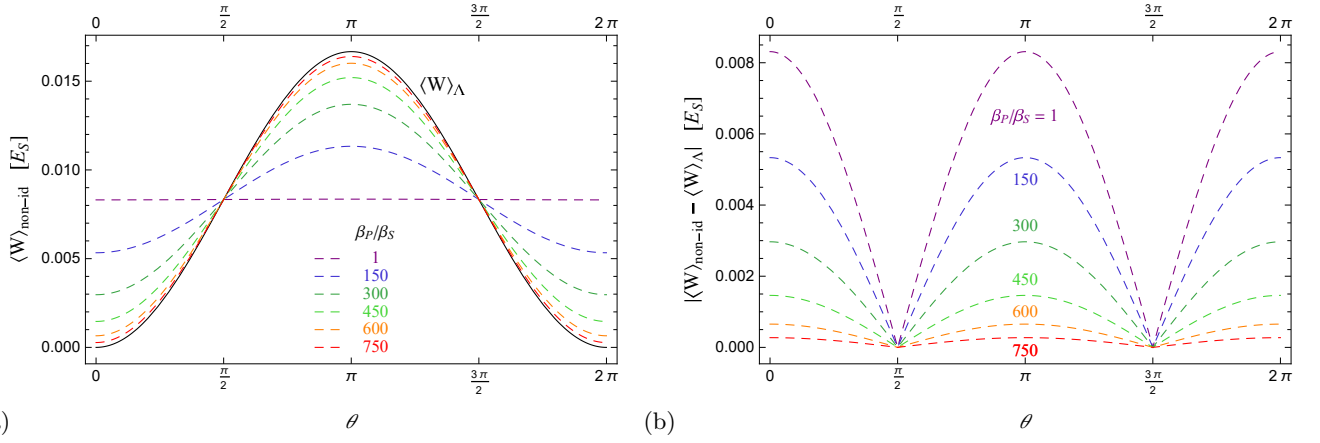 0 π/2 π 3π/2 2π
⟨W⟩non−id [E_S]
0.015
0.010
0.005
0.000
⟨W⟩_Λ
β_P/β_S
1
150
300
450
600
750
0 π/2 π 3π/2 2π
θ
)
0 π/2 π 3π/2 2π
|⟨W⟩non−id − ⟨W⟩_Λ| [E_S]
0.008
0.006
0.004
0.002
0.000
β_P/β_S = 1
150
300
450
600
750
0 π/2 π 3π/2 2π
(b)
θ